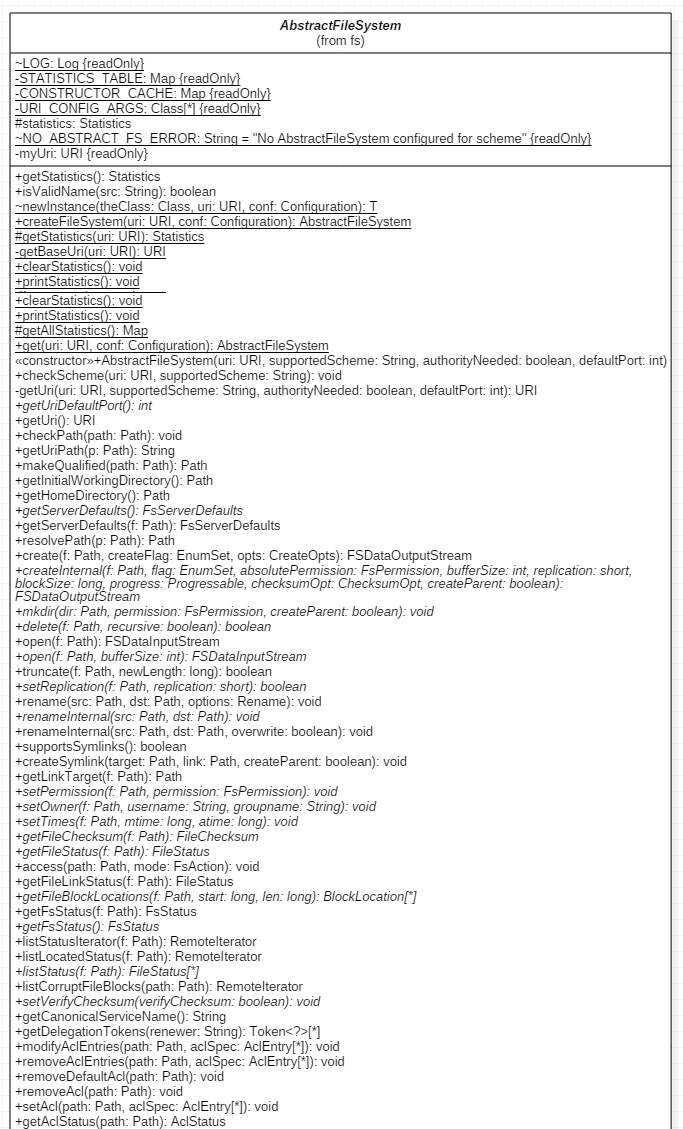 AbstractFileSystem
(from fs)
~LOG: Log {readOnly}
-STATISTICS_TABLE: Map {readOnly}
-CONSTRUCTOR_CACHE: Map {readOnly}
-URI_CONFIG_ARGS: Class[*] {readOnly}
#statistics: Statistics
~NO_ABSTRACT_FS_ERROR: String = "No AbstractFileSystem configured for scheme" {readOnly}
-myUri: URI {readOnly}
+getStatistics(): Statistics
+isValidName(src: String): boolean
~newInstance(theClass: Class, uri: URI, conf: Configuration): T
+createFileSystem(uri: URI, conf: Configuration): AbstractFileSystem
#getStatistics(uri: URI): Statistics
-getBaseUri(uri: URI): URI
+clearStatistics(): void
+printStatistics(): void
+clearStatistics(): void
+printStatistics(): void
#getAllStatistics(): Map
+get(uri: URI, conf: Configuration): AbstractFileSystem
«constructor»+AbstractFileSystem(uri: URI, supportedScheme: String, authorityNeeded: boolean, defaultPort: int)
+checkScheme(uri: URI, supportedScheme: String): void
-getUri(uri: URI, supportedScheme: String, authorityNeeded: boolean, defaultPort: int): URI
+getUriDefaultPort(): int
+getUri(): URI
+checkPath(path: Path): void
+getUriPath(p: Path): String
+makeQualified(path: Path): Path
+getInitialWorkingDirectory(): Path
+getHomeDirectory(): Path
+getServerDefaults(): FsServerDefaults
+getServerDefaults(f: Path): FsServerDefaults
+resolvePath(p: Path): Path
+create(f: Path, createFlag: EnumSet, opts: CreateOpts): FSDataOutputStream
+createInternal(f: Path, flag: EnumSet, absolutePermission: FsPermission, bufferSize: int, replication: short,
blockSize: long, progress: Progressable, checksumOpt: ChecksumOpt, createParent: boolean):
FSDataOutputStream
+mkdir(dir: Path, permission: FsPermission, createParent: boolean): void
+delete(f: Path, recursive: boolean): boolean
+open(f: Path): FSDataInputStream
+open(f: Path, bufferSize: int): FSDataInputStream
+truncate(f: Path, newLength: long): boolean
+setReplication(f: Path, replication: short): boolean
+rename(src: Path, dst: Path, options: Rename): void
+renameInternal(src: Path, dst: Path): void
+renameInternal(src: Path, dst: Path, overwrite: boolean): void
+supportsSymlinks(): boolean
+createSymlink(target: Path, link: Path, createParent: boolean): void
+getLinkTarget(f: Path): Path
+setPermission(f: Path, permission: FsPermission): void
+setOwner(f: Path, username: String, groupname: String): void
+setTimes(f: Path, mtime: long, atime: long): void
+getFileChecksum(f: Path): FileChecksum
+getFileStatus(f: Path): FileStatus
+access(path: Path, mode: FsAction): void
+getFileLinkStatus(f: Path): FileStatus
+getFileBlockLocations(f: Path, start: long, len: long): BlockLocation[*]
+getFsStatus(f: Path): FsStatus
+getFsStatus(): FsStatus
+listStatusIterator(f: Path): RemoteIterator
+listLocatedStatus(f: Path): RemoteIterator
+listStatus(f: Path): FileStatus[*]
+listCorruptFileBlocks(path: Path): RemoteIterator
+setVerifyChecksum(verifyChecksum: boolean): void
+getCanonicalServiceName(): String
+getDelegationTokens(renewer: String): Token<?>[*]
+modifyAclEntries(path: Path, aclSpec: AclEntry[*]): void
+removeAclEntries(path: Path, aclSpec: AclEntry[*]): void
+removeDefaultAcl(path: Path): void
+removeAcl(path: Path): void
+setAcl(path: Path, aclSpec: AclEntry[*]): void
+getAclStatus(path: Path): AclStatus